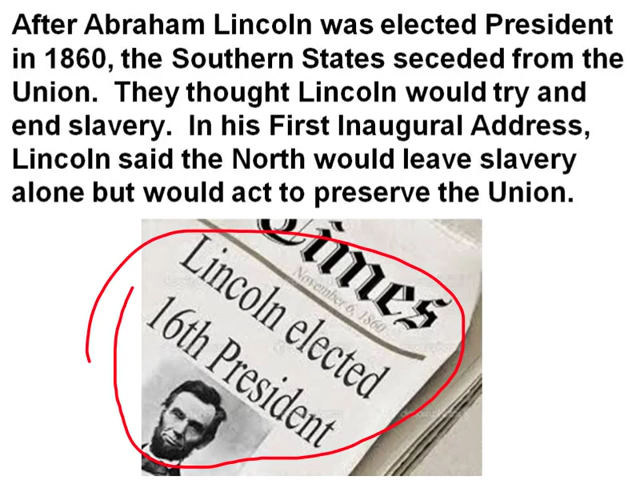 After Abraham Lincoln was elected President
in 1860, the Southern States seceded from the
Union.  They thought Lincoln would try and
end slavery.  In his First Inaugural Address,
Lincoln said the North would leave slavery
alone but would act to preserve the Union.
Times
November 6, 1860
Lincoln elected
16th President